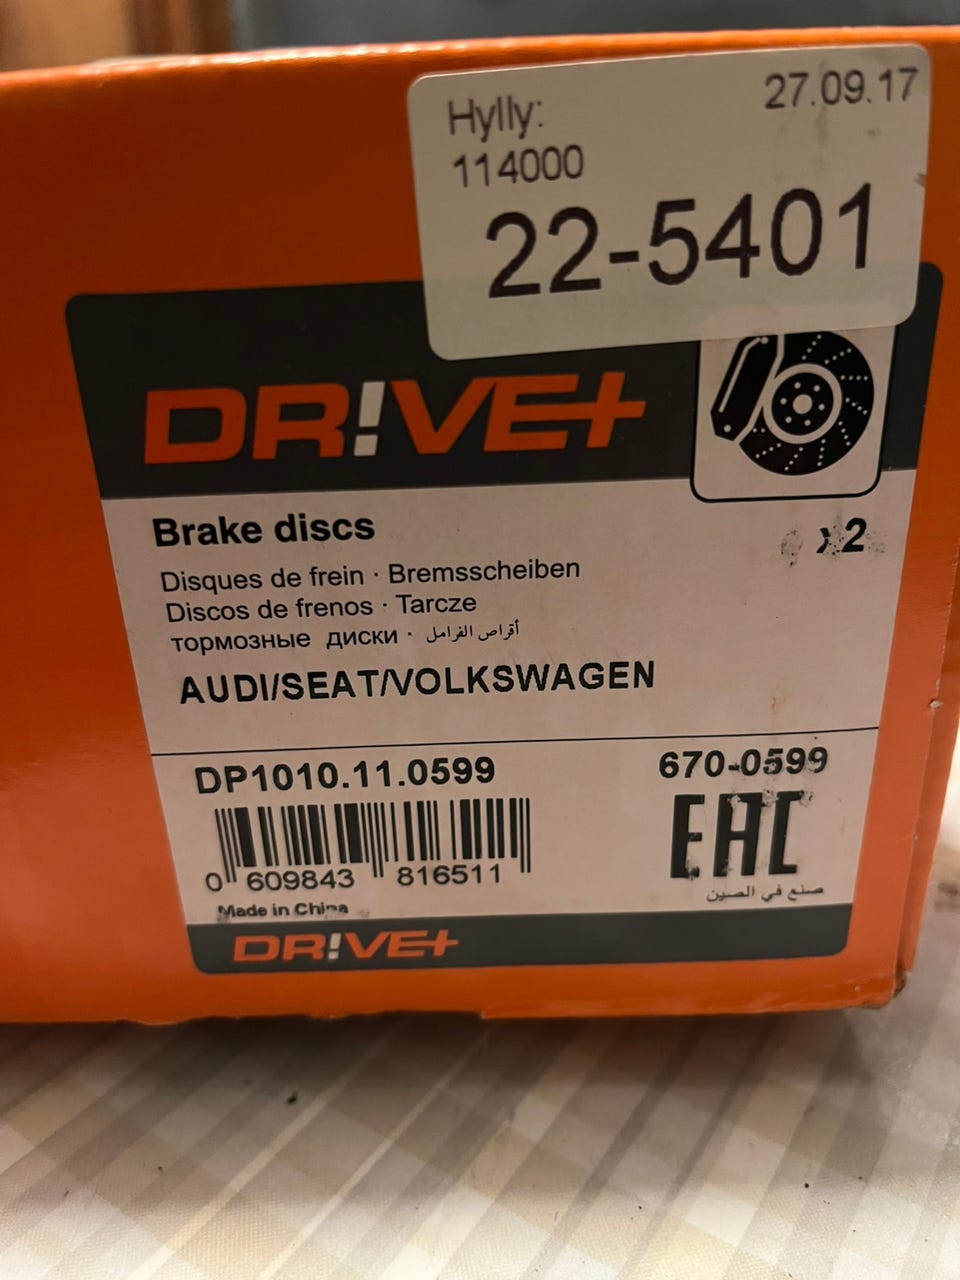 Hylly: 27.09.17
114000
22-5401
DR!VE+
Brake discs
x2
Disques de frein · Bremsscheiben
Discos de frenos · Tarcze
тормозные диски · أقراص الفرامل
AUDI/SEAT/VOLKSWAGEN
DP1010.11.0599
670-0599
EAC
0 609843 816511
صنع في الصين
Made in China
DR!VE+